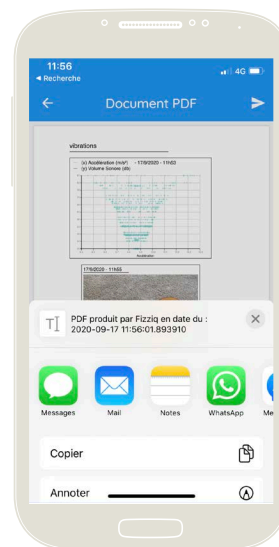 11:56
4G
◂ Recherche
Document PDF
vibrations
(x) Accélération (m/s²) - 17/9/2020 - 11h53
(y) Volume Sonore (db)
Accélération
17/9/2020 - 11h55
PDF produit par Fizziq en date du :
2020-09-17 11:56:01.893910
Messages
Mail
Notes
WhatsApp
Me
Copier
Annoter